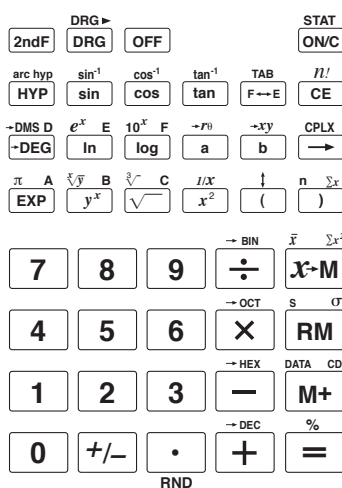 DRG► STAT
2ndF DRG OFF ON/C
arc hyp sin-1 cos-1 tan-1 TAB n!
HYP sin cos tan F↔E CE
→DMS D eˣ E 10ˣ F →rθ →xy CPLX
→DEG ln log a b →
π A ˣ√y B ³√ C 1/X ↕ n Σx
EXP yˣ √ x² ( )
→ BIN x̄ Σx²
7 8 9 ÷ x→M
→ OCT S σ
4 5 6 × RM
→ HEX DATA CD
1 2 3 − M+
→ DEC %
0 +/− · + =
RND